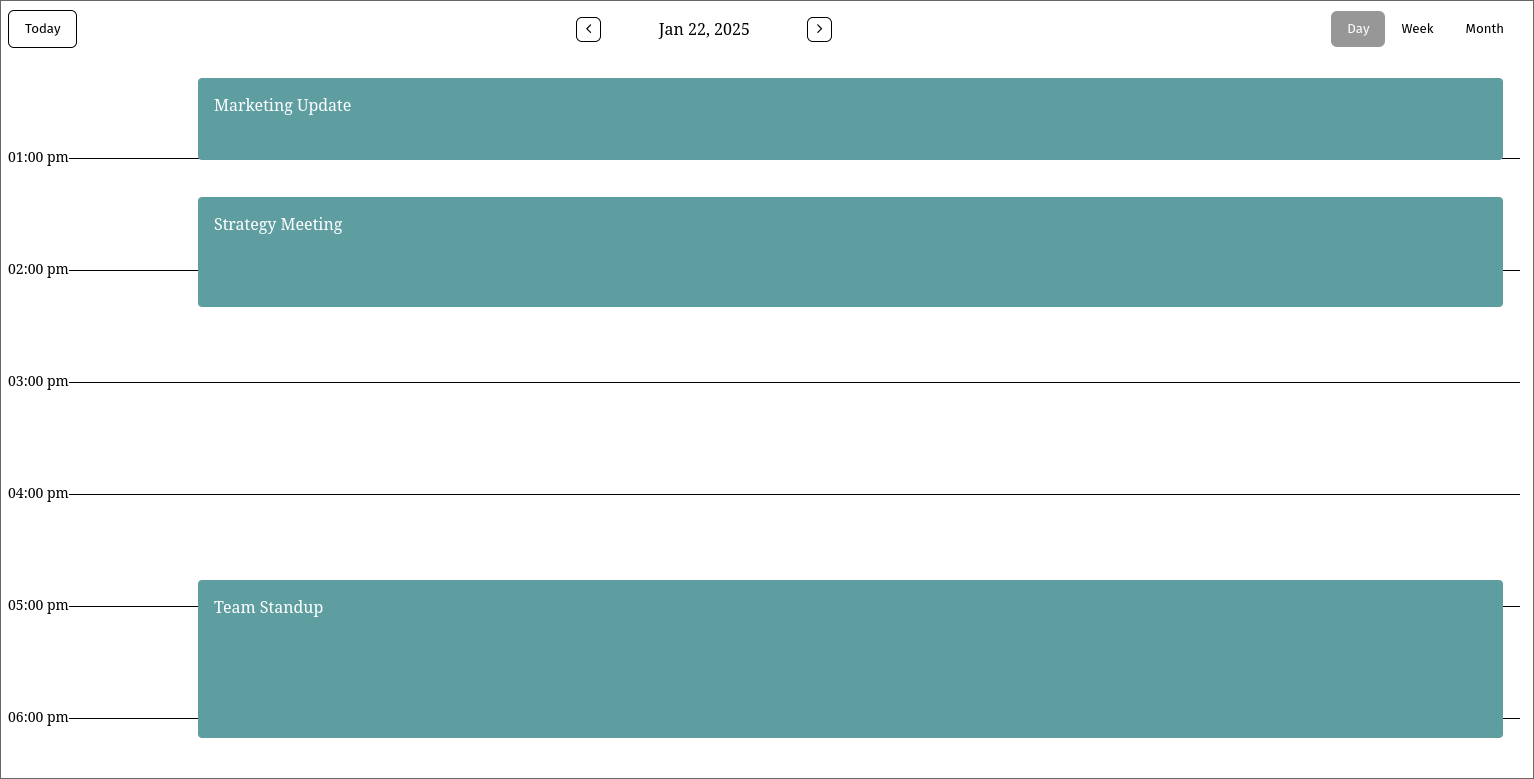 Today
Jan 22, 2025
Day Week Month
Marketing Update
01:00 pm
Strategy Meeting
02:00 pm
03:00 pm
04:00 pm
05:00 pm
Team Standup
06:00 pm